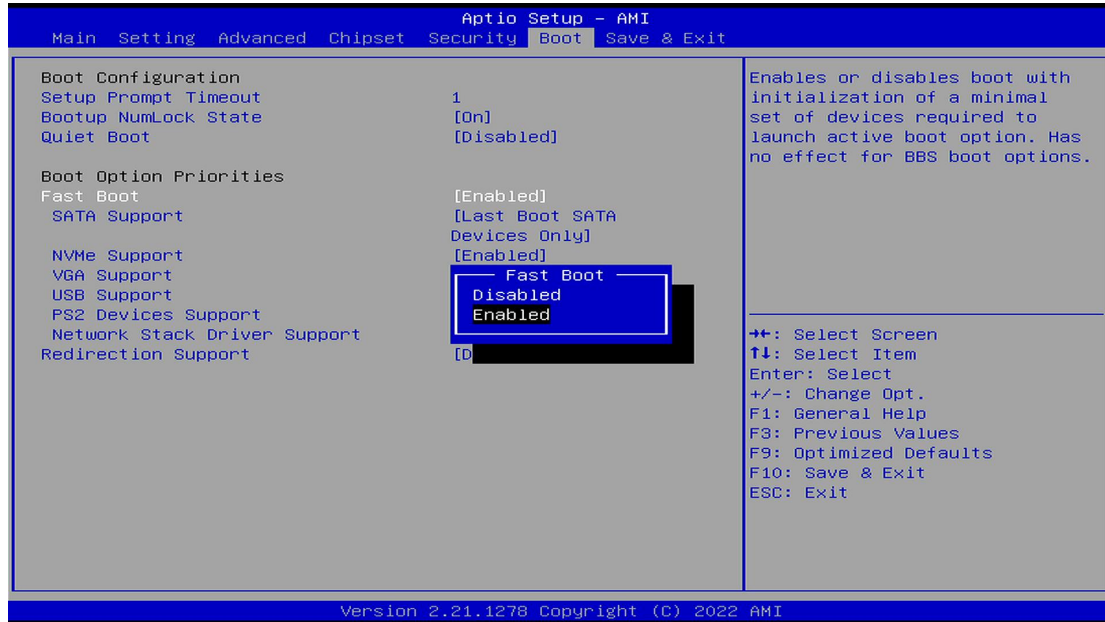 Aptio Setup – AMI
Main Setting Advanced Chipset Security Boot Save & Exit
Boot Configuration
Setup Prompt Timeout 1
Bootup NumLock State [On]
Quiet Boot [Disabled]
Boot Option Priorities
Fast Boot [Enabled]
SATA Support [Last Boot SATA
Devices Only]
NVMe Support [Enabled]
VGA Support
USB Support
PS2 Devices Support
Network Stack Driver Support
Redirection Support [D
Fast Boot
Disabled
Enabled
Enables or disables boot with
initialization of a minimal
set of devices required to
launch active boot option. Has
no effect for BBS boot options.
→←: Select Screen
↑↓: Select Item
Enter: Select
+/-: Change Opt.
F1: General Help
F3: Previous Values
F9: Optimized Defaults
F10: Save & Exit
ESC: Exit
Version 2.21.1278 Copyright (C) 2022 AMI